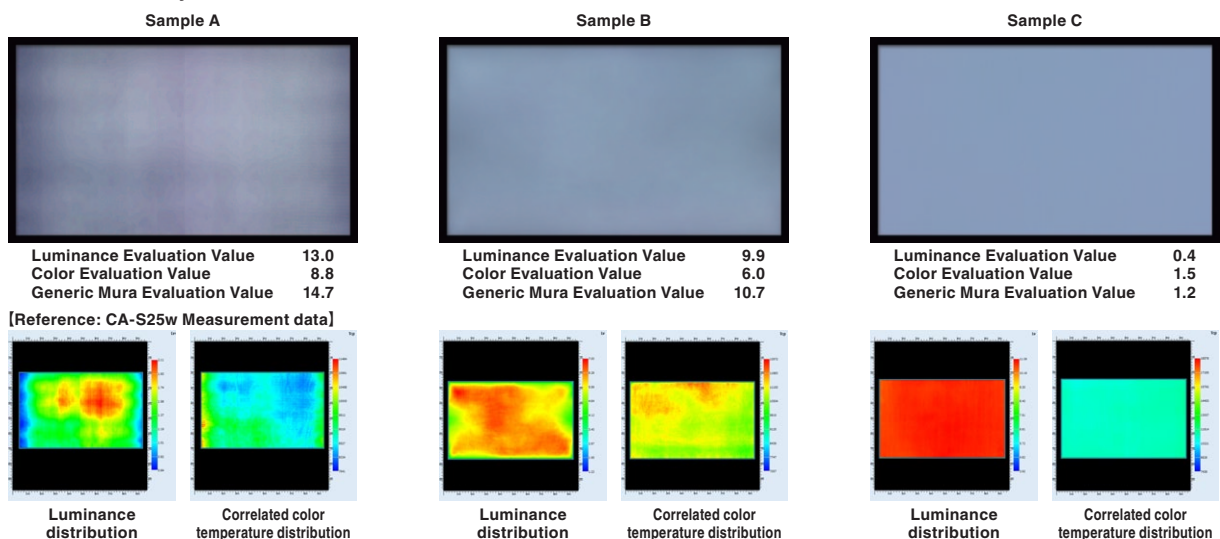 Sample A
Sample B
Sample C
Luminance Evaluation Value 13.0
Color Evaluation Value 8.8
Generic Mura Evaluation Value 14.7
Luminance Evaluation Value 9.9
Color Evaluation Value 6.0
Generic Mura Evaluation Value 10.7
Luminance Evaluation Value 0.4
Color Evaluation Value 1.5
Generic Mura Evaluation Value 1.2
【Reference: CA-S25w Measurement data】
Luminance
distribution
Correlated color
temperature distribution
Luminance
distribution
Correlated color
temperature distribution
Luminance
distribution
Correlated color
temperature distribution